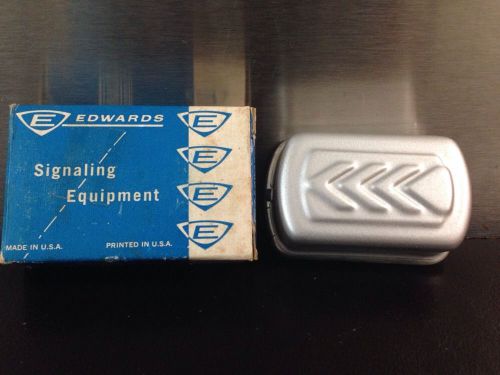 E EDWARDS E
E
Signaling E
Equipment E
E
MADE IN U.S.A. PRINTED IN U.S.A.